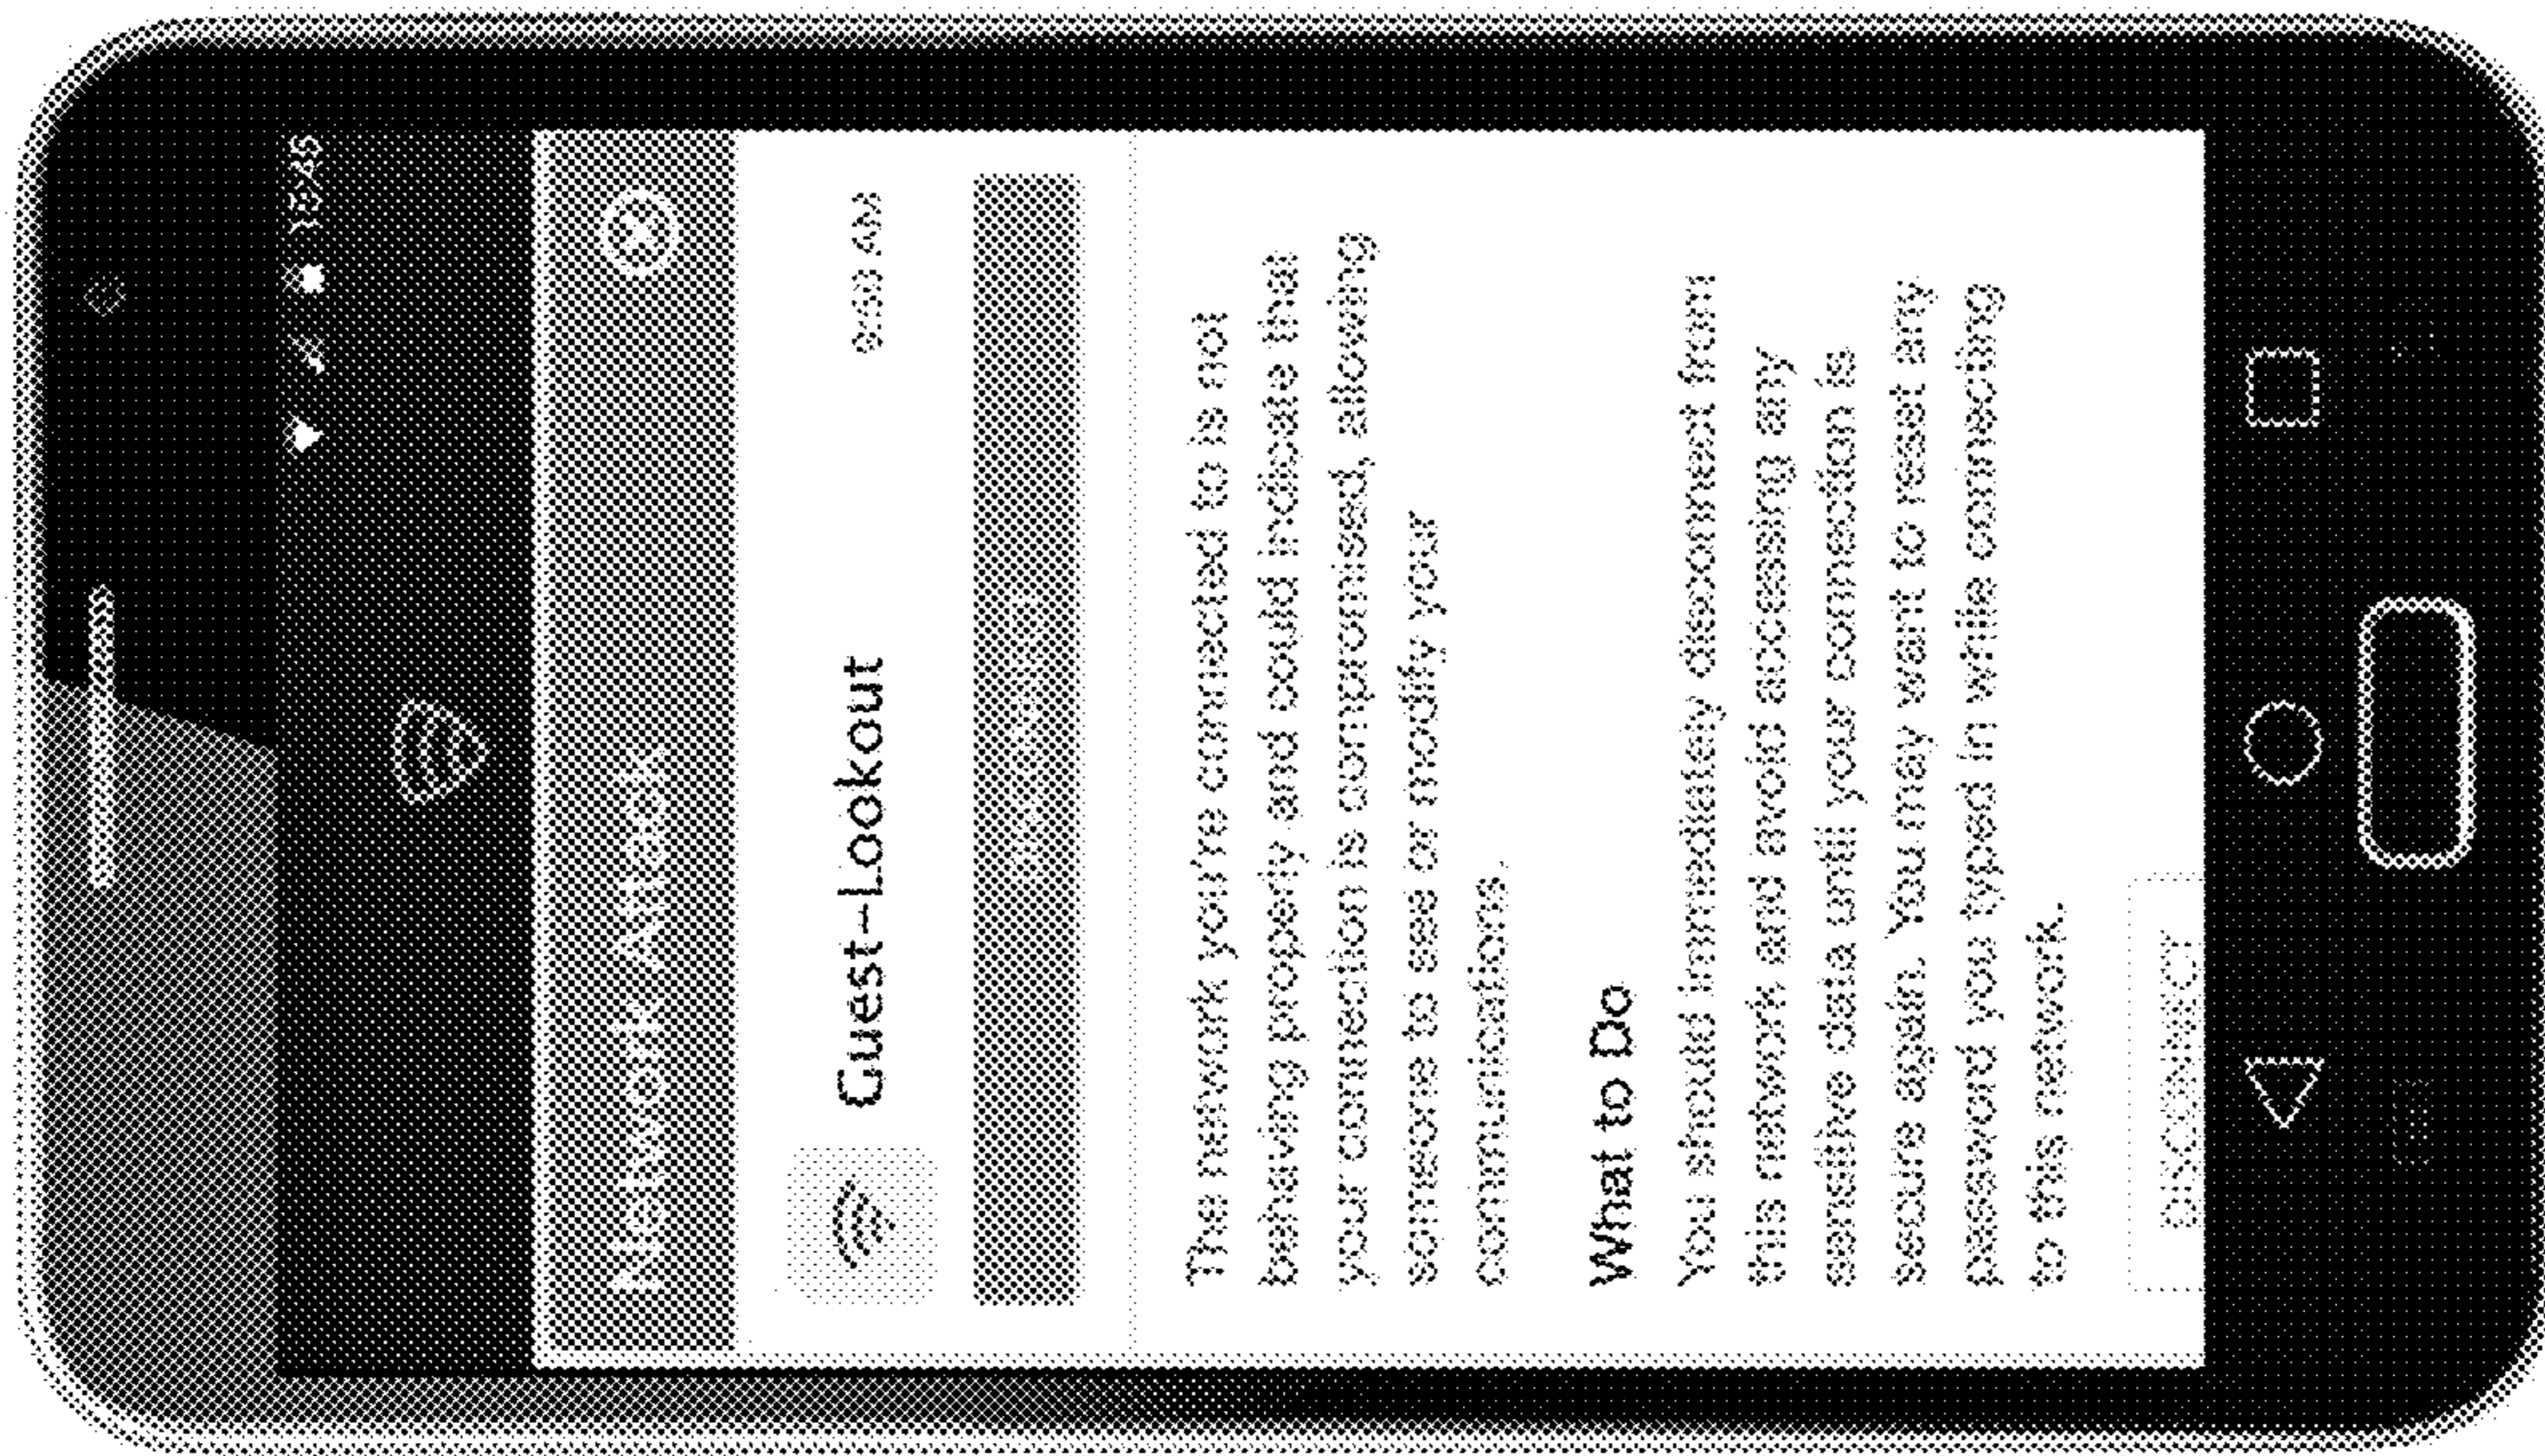 12:45
Network Attack
Guest-Lookout
9:50 AM
The network you're connected to is not
behaving properly and could indicate that
your connection is compromised, allowing
someone to see or modify your
communications.
What to Do
You should immediately disconnect from
this network and avoid accessing any
sensitive data until your connection is
secure again. You may want to reset any
password you typed in while connecting
to this network.
DISCONNECT